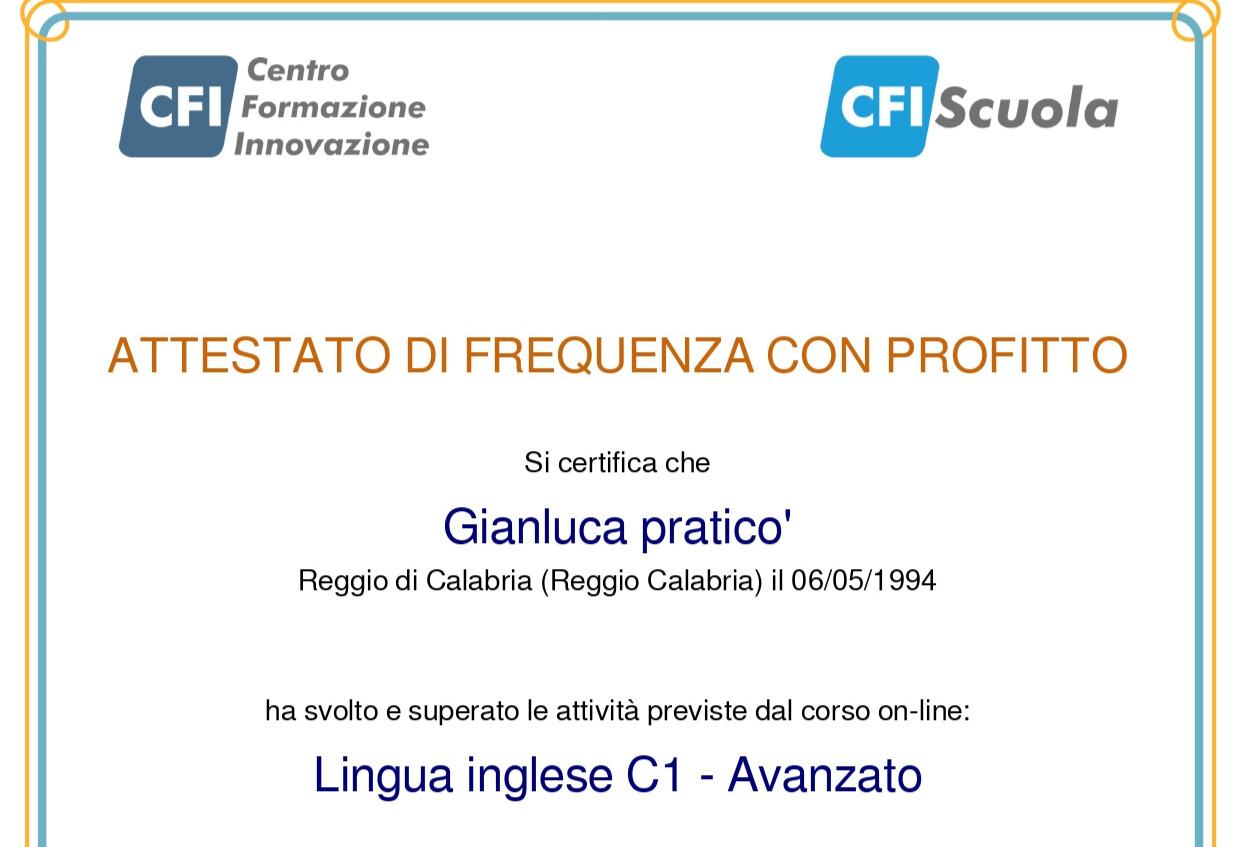 CFI Centro
Formazione
Innovazione
CFI Scuola
ATTESTATO DI FREQUENZA CON PROFITTO
Si certifica che
Gianluca pratico'
Reggio di Calabria (Reggio Calabria) il 06/05/1994
ha svolto e superato le attività previste dal corso on-line:
Lingua inglese C1 - Avanzato